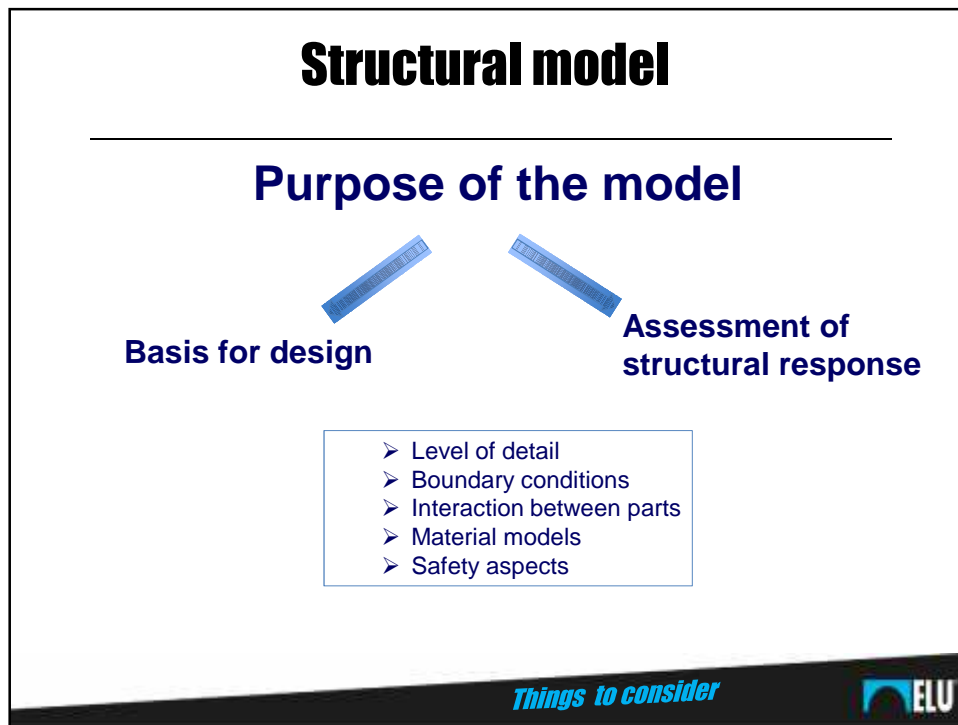 Structural model
Purpose of the model
Basis for design
Assessment of
structural response
➢ Level of detail
➢ Boundary conditions
➢ Interaction between parts
➢ Material models
➢ Safety aspects
Things to consider
ELU